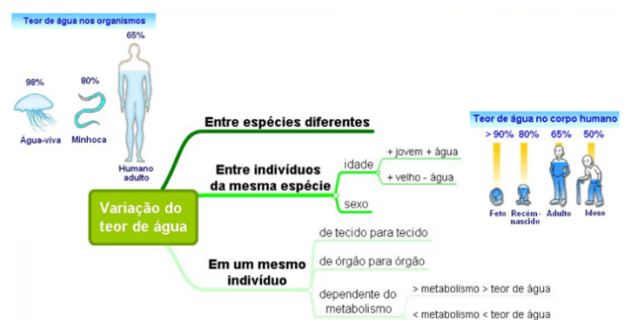 Teor de água nos organismos
65%
98%
80%
Água-viva
Minhoca
Humano
adulto
Variação do
teor de água
Entre espécies diferentes
Entre indivíduos
da mesma espécie
idade
+ jovem + água
+ velho - água
sexo
Em um mesmo
indivíduo
de tecido para tecido
de órgão para órgão
dependente do
metabolismo
> metabolismo > teor de água
< metabolismo < teor de água
Teor de água no corpo humano
> 90% 80% 65% 50%
Feto Recém- Adulto Idoso
nascido